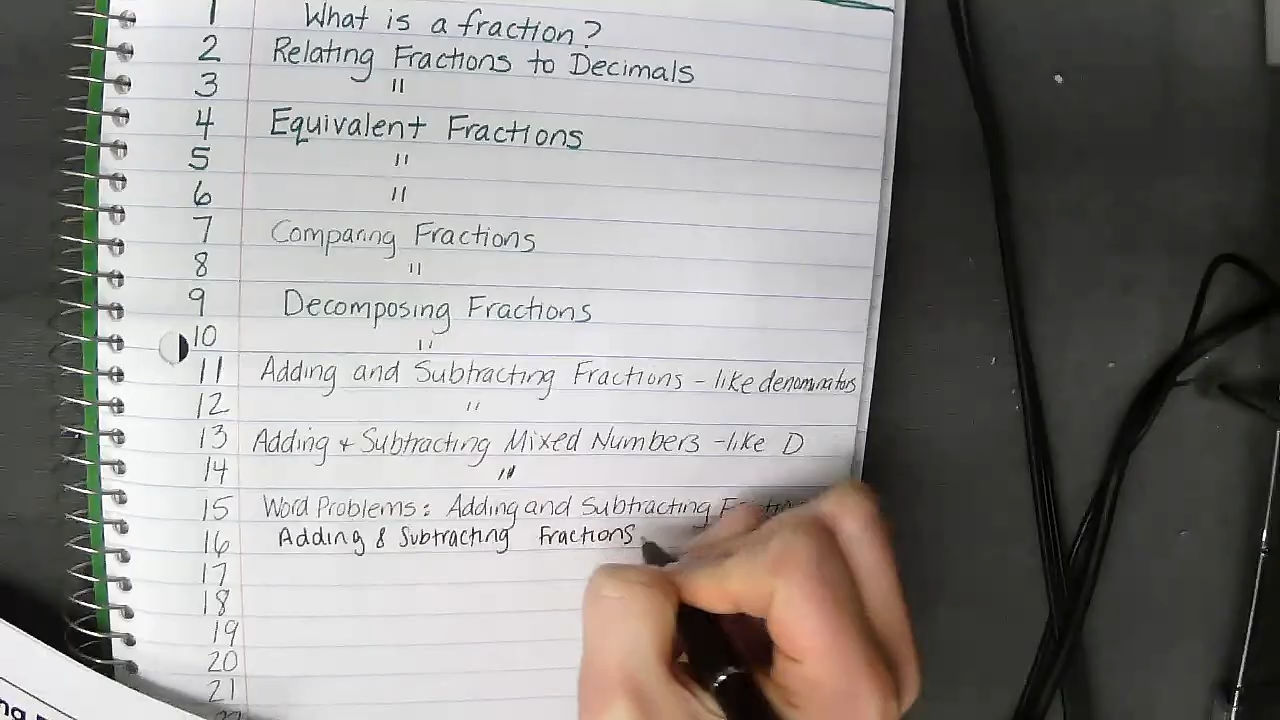 1 What is a fraction?
2 Relating Fractions to Decimals
3 "
4 Equivalent Fractions
5 "
6 "
7 Comparing Fractions
8 "
9 Decomposing Fractions
10 "
11 Adding and Subtracting Fractions - like denominators
12 "
13 Adding + Subtracting Mixed Numbers - like D
14 "
15 Word Problems: Adding and Subtracting
16 Adding & Subtracting Fractions
17
18
19
20
21